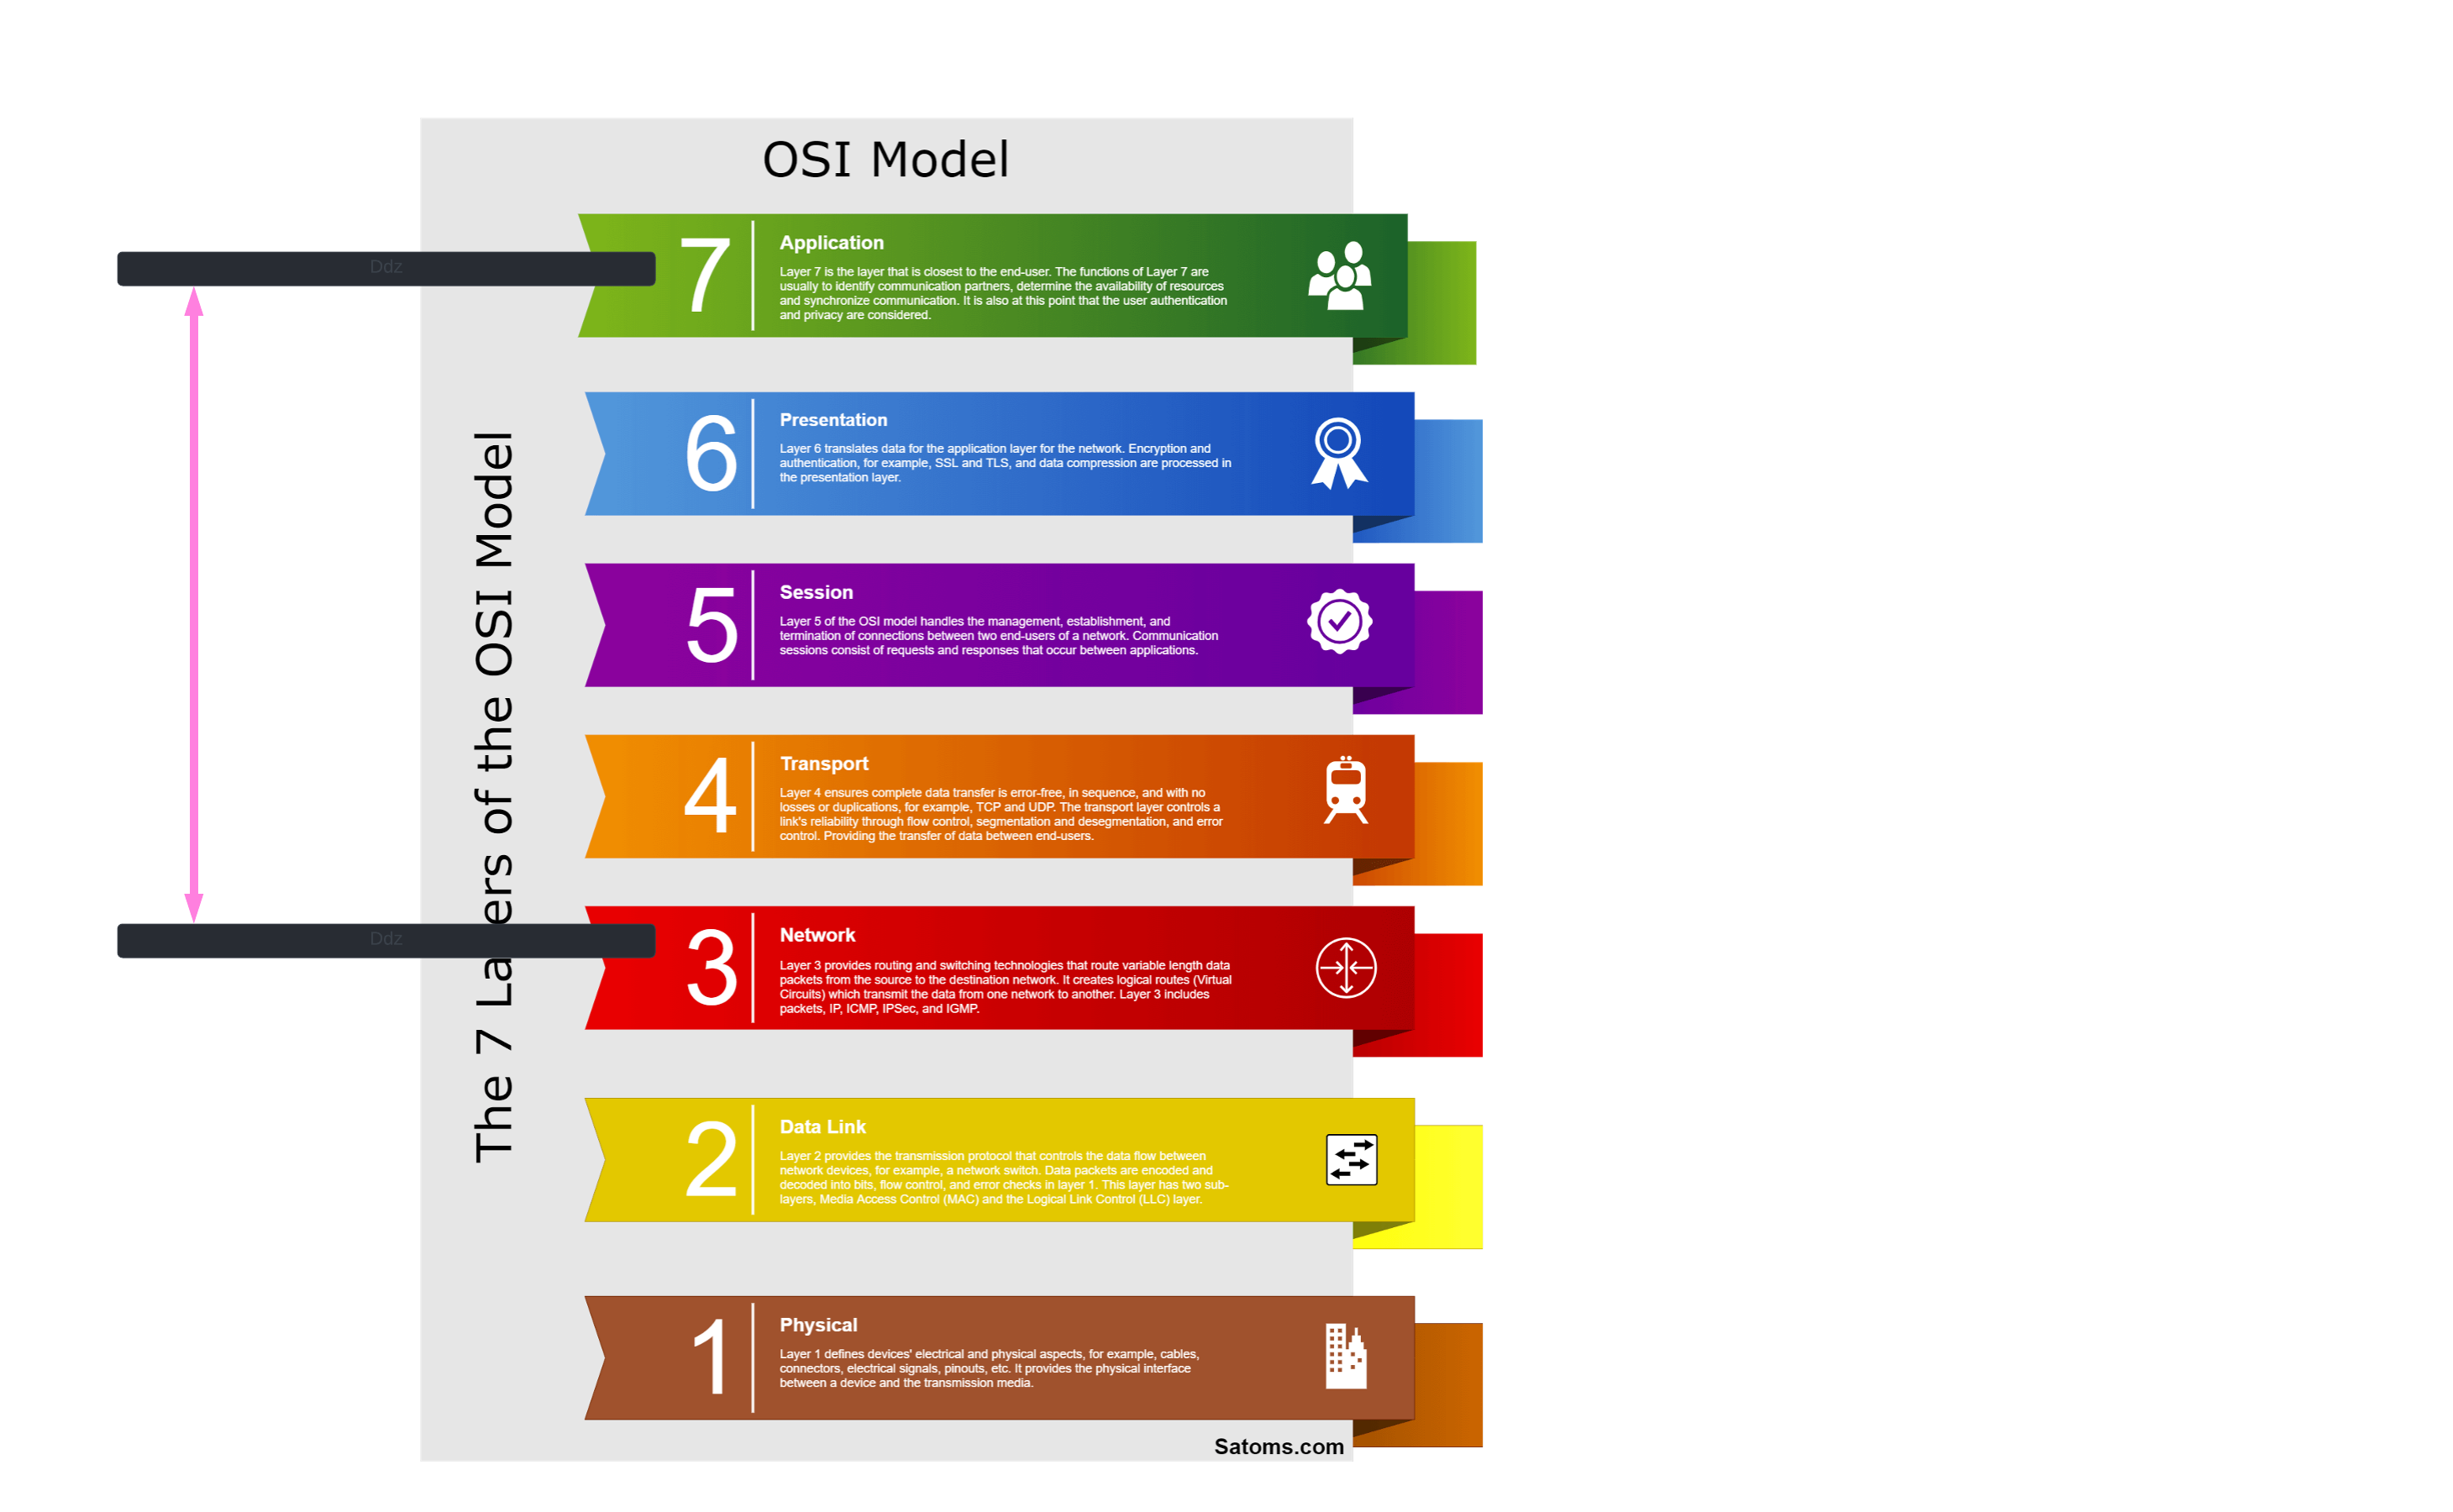 OSI Model
7
Application
Layer 7 is the layer that is closest to the end-user. The functions of Layer 7 are
usually to identify communication partners, determine the availability of resources
and synchronize communication. It is also at this point that the user authentication
and privacy are considered.
Ddz
6
Presentation
Layer 6 translates data for the application layer for the network. Encryption and
authentication, for example, SSL and TLS, and data compression are processed in
the presentation layer.
5
Session
Layer 5 of the OSI model handles the management, establishment, and
termination of connections between two end-users of a network. Communication
sessions consist of requests and responses that occur between applications.
The 7 La ers of the OSI Model
4
Transport
Layer 4 ensures complete data transfer is error-free, in sequence, and with no
losses or duplications, for example, TCP and UDP. The transport layer controls a
link's reliability through flow control, segmentation and desegmentation, and error
control. Providing the transfer of data between end-users.
Ddz
3
Network
Layer 3 provides routing and switching technologies that route variable length data
packets from the source to the destination network. It creates logical routes (Virtual
Circuits) which transmit the data from one network to another. Layer 3 includes
packets, IP, ICMP, IPSec, and IGMP.
2
Data Link
Layer 2 provides the transmission protocol that controls the data flow between
network devices, for example, a network switch. Data packets are encoded and
decoded into bits, flow control, and error checks in layer 1. This layer has two sub-
layers, Media Access Control (MAC) and the Logical Link Control (LLC) layer.
1
Physical
Layer 1 defines devices' electrical and physical aspects, for example, cables,
connectors, electrical signals, pinouts, etc. It provides the physical interface
between a device and the transmission media.
Satoms.com